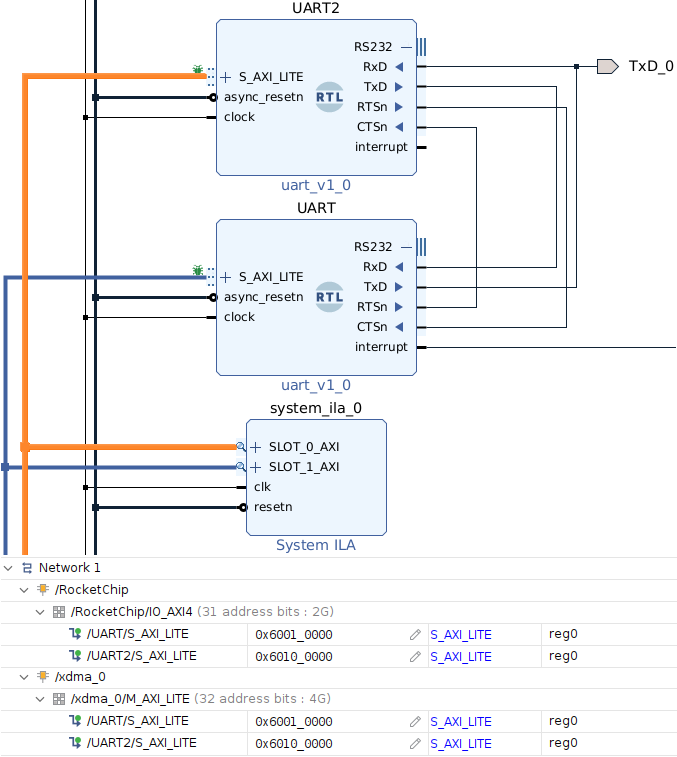 UART2
RS232
S_AXI_LITE
RxD
TxD_0
async_resetn
RTL
TxD
clock
RTSn
CTSn
interrupt
uart_v1_0
UART
RS232
S_AXI_LITE
RxD
async_resetn
RTL
TxD
clock
RTSn
CTSn
interrupt
uart_v1_0
system_ila_0
SLOT_0_AXI
SLOT_1_AXI
clk
resetn
System ILA
Network 1
/RocketChip
/RocketChip/IO_AXI4 (31 address bits : 2G)
/UART/S_AXI_LITE 0x6001_0000 S_AXI_LITE reg0
/UART2/S_AXI_LITE 0x6010_0000 S_AXI_LITE reg0
/xdma_0
/xdma_0/M_AXI_LITE (32 address bits : 4G)
/UART/S_AXI_LITE 0x6001_0000 S_AXI_LITE reg0
/UART2/S_AXI_LITE 0x6010_0000 S_AXI_LITE reg0